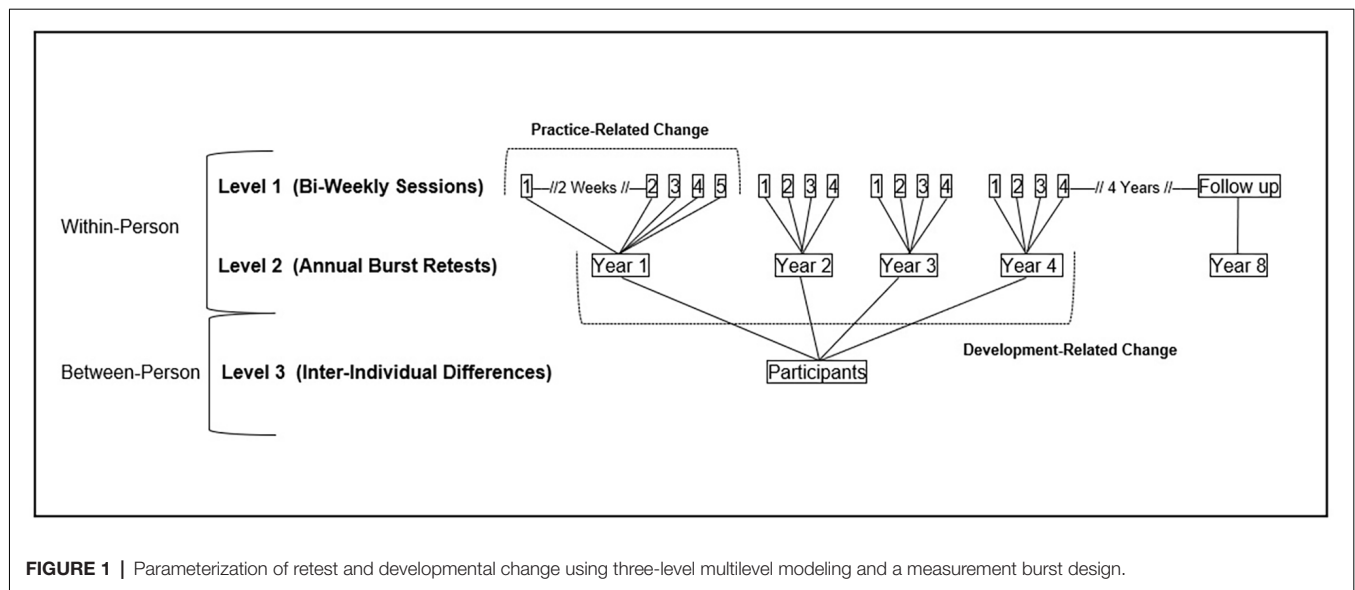 Practice-Related Change
Level 1 (Bi-Weekly Sessions) 1 //2 Weeks // 2 3 4 5 1 2 3 4 1 2 3 4 1 2 3 4 // 4 Years // Follow up
Within-Person
Level 2 (Annual Burst Retests) Year 1 Year 2 Year 3 Year 4 Year 8
Development-Related Change
Between-Person Level 3 (Inter-Individual Differences) Participants
FIGURE 1 | Parameterization of retest and developmental change using three-level multilevel modeling and a measurement burst design.